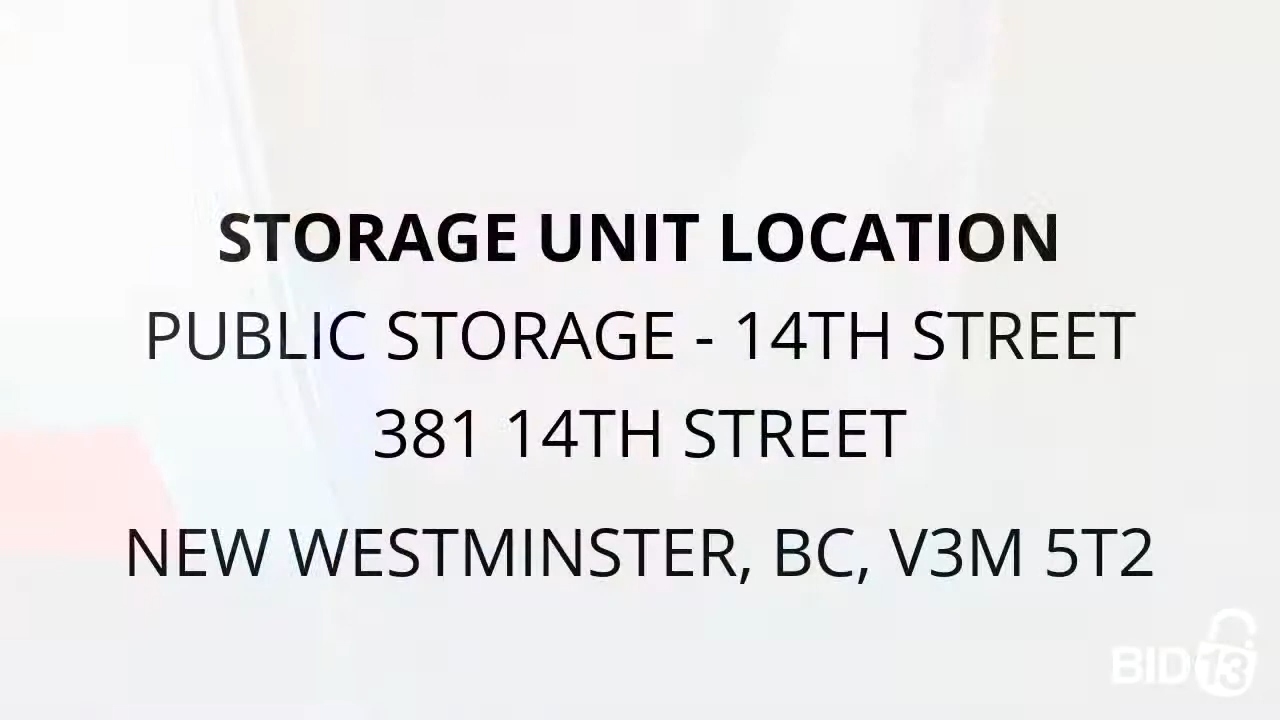 STORAGE UNIT LOCATION
PUBLIC STORAGE - 14TH STREET
381 14TH STREET
NEW WESTMINSTER, BC, V3M 5T2
BID13